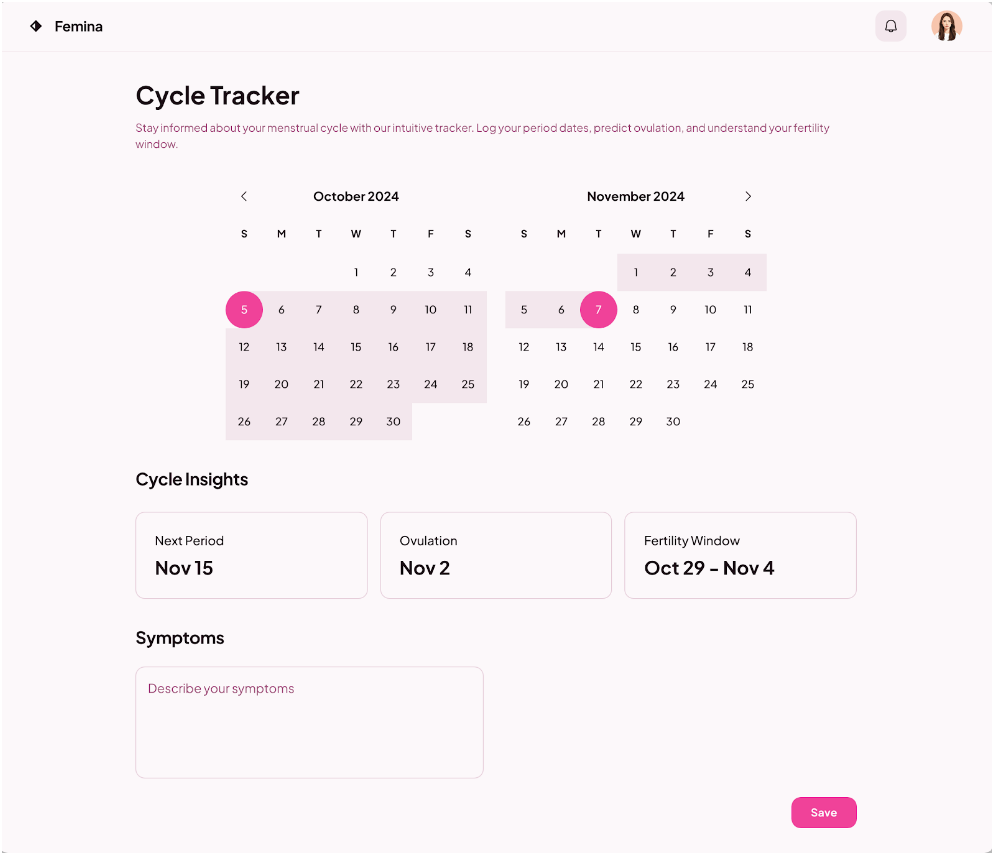 Femina
Cycle Tracker
Stay informed about your menstrual cycle with our intuitive tracker. Log your period dates, predict ovulation, and understand your fertility
window.
October 2024
S M T W T F S
1 2 3 4
5 6 7 8 9 10 11
12 13 14 15 16 17 18
19 20 21 22 23 24 25
26 27 28 29 30
November 2024
S M T W T F S
1 2 3 4
5 6 7 8 9 10 11
12 13 14 15 16 17 18
19 20 21 22 23 24 25
26 27 28 29 30
Cycle Insights
Next Period
Nov 15
Ovulation
Nov 2
Fertility Window
Oct 29 - Nov 4
Symptoms
Describe your symptoms
Save